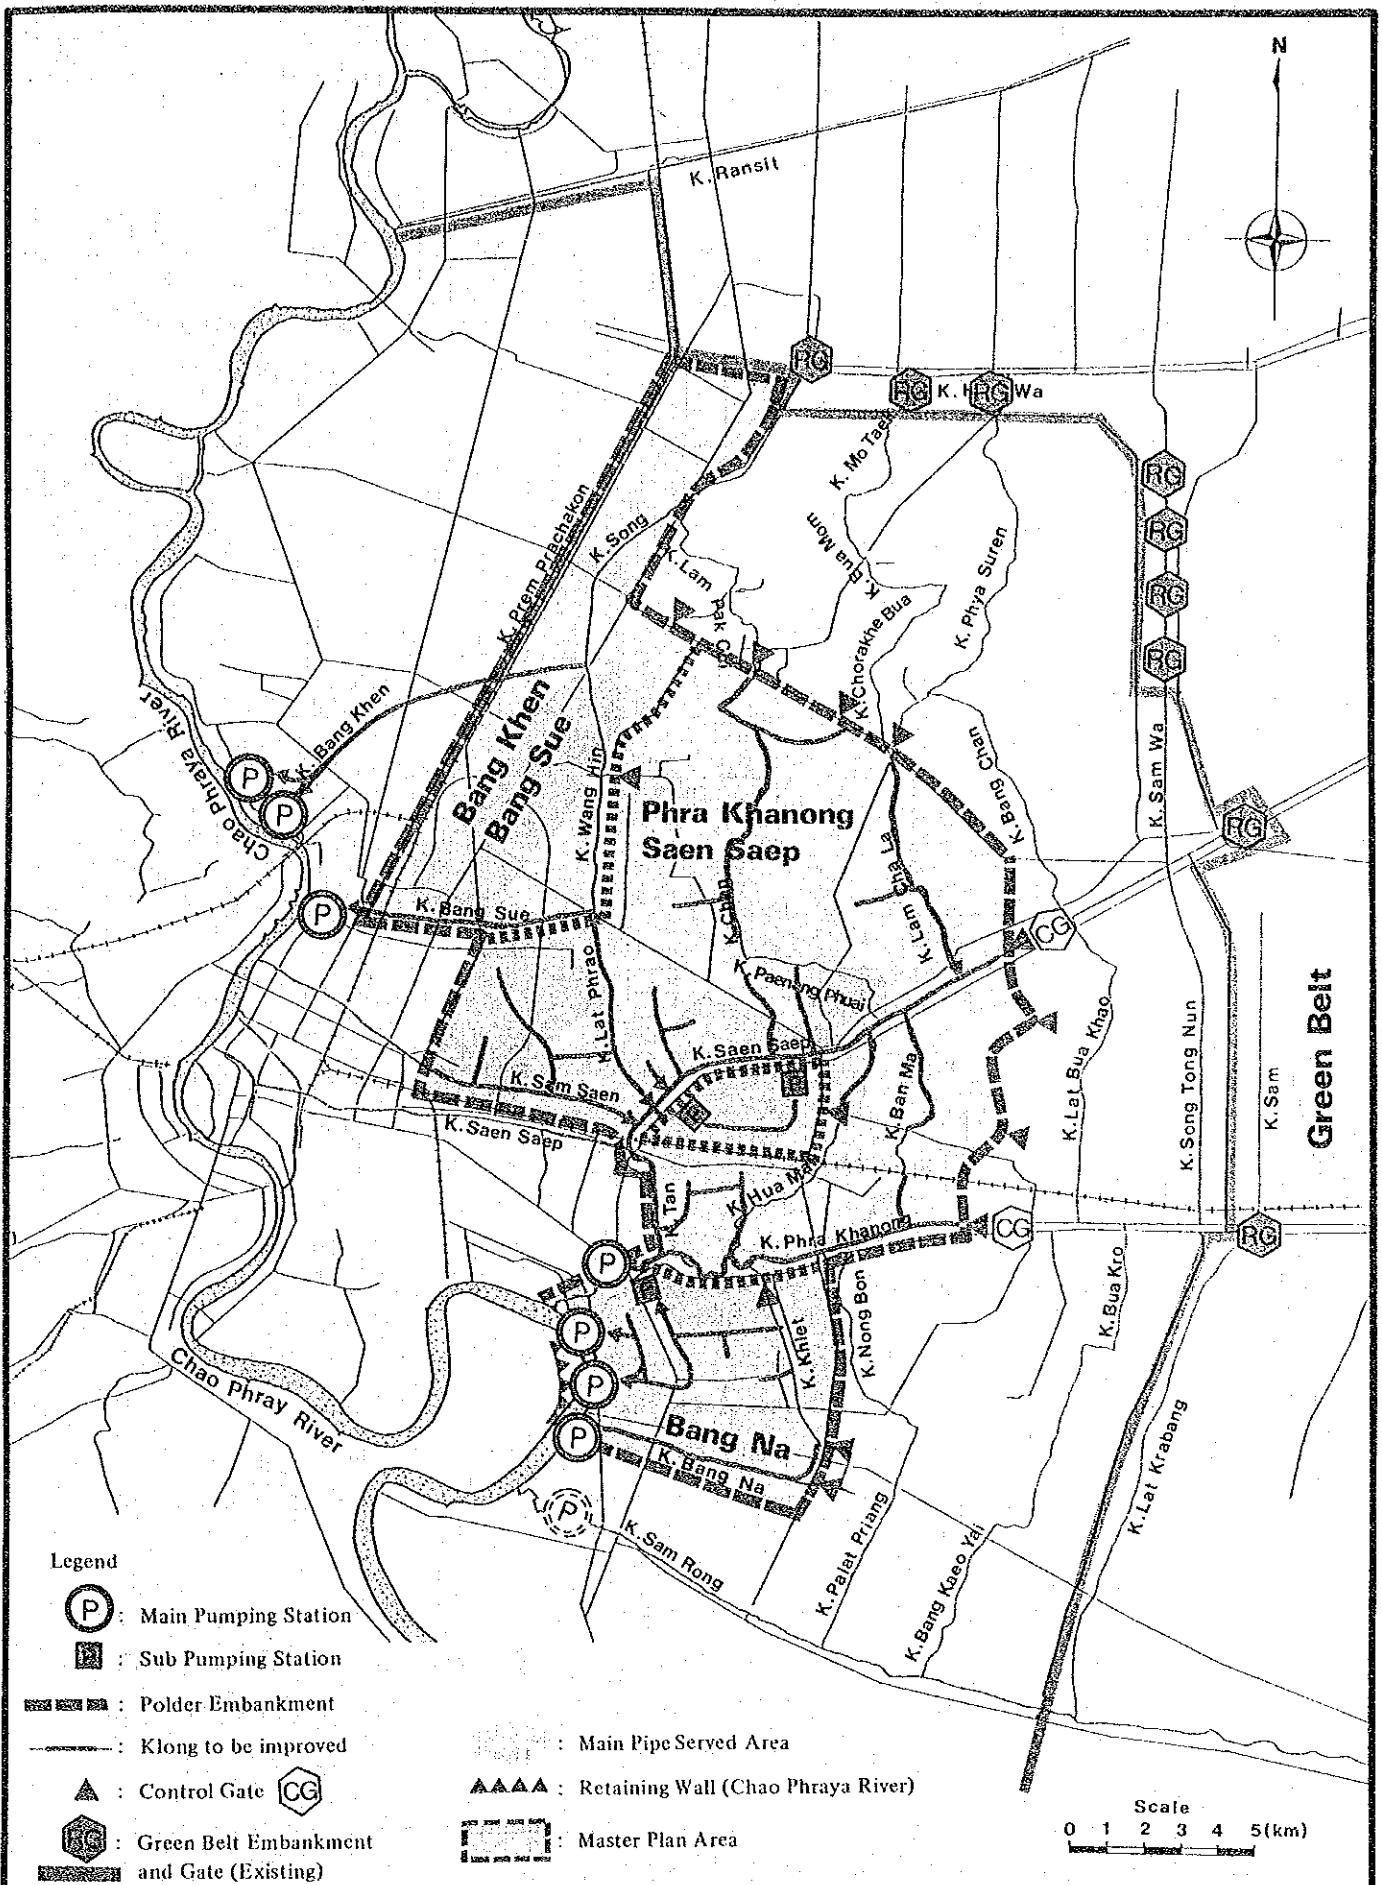 N
K. Ransit
RG
RG
K. H
RG
Wa
K. Mo Taek
RG
K. Prem Prachakon
K. Song
K. Bua Mom
K. Phya Suren
RG
K. Lam Pak
K. Chorakhe Bua
RG
RG
Chao Phraya River
K. Bang Khen
Bang Khen
Bang Sue
K. Wang Hin
K. Bang Chan
K. Sam Wa
P
P
Phra Khanong
Saen Saep
RG
K. Chan
K. Lam Cha La
P
K. Bang Sue
CG
K. Paenang Phuai
Lat Phrao
K. Saen Saep
K. Sam Saen
K. Saen Saep
K. Ban Ma
K. Lat Bua Khao
K. Song Tong Nun
K. Sam
Green Belt
K. Tan
K. Hua Ma
K. Phra Khanong
CG
RG
P
K. Nong Bon
K. Bua Kro
P
K. Khlet
P
Chao Phray River
Bang Na
P
K. Bang Na
K. Lat Krabang
P
K. Sam Rong
K. Palat Priang
K. Bang Kaeo Yai
Legend
P : Main Pumping Station
P : Sub Pumping Station
: Polder Embankment
: Klong to be improved
: Control Gate CG
RG : Green Belt Embankment
and Gate (Existing)
: Main Pipe Served Area
: Retaining Wall (Chao Phraya River)
: Master Plan Area
Scale
0 1 2 3 4 5(km)